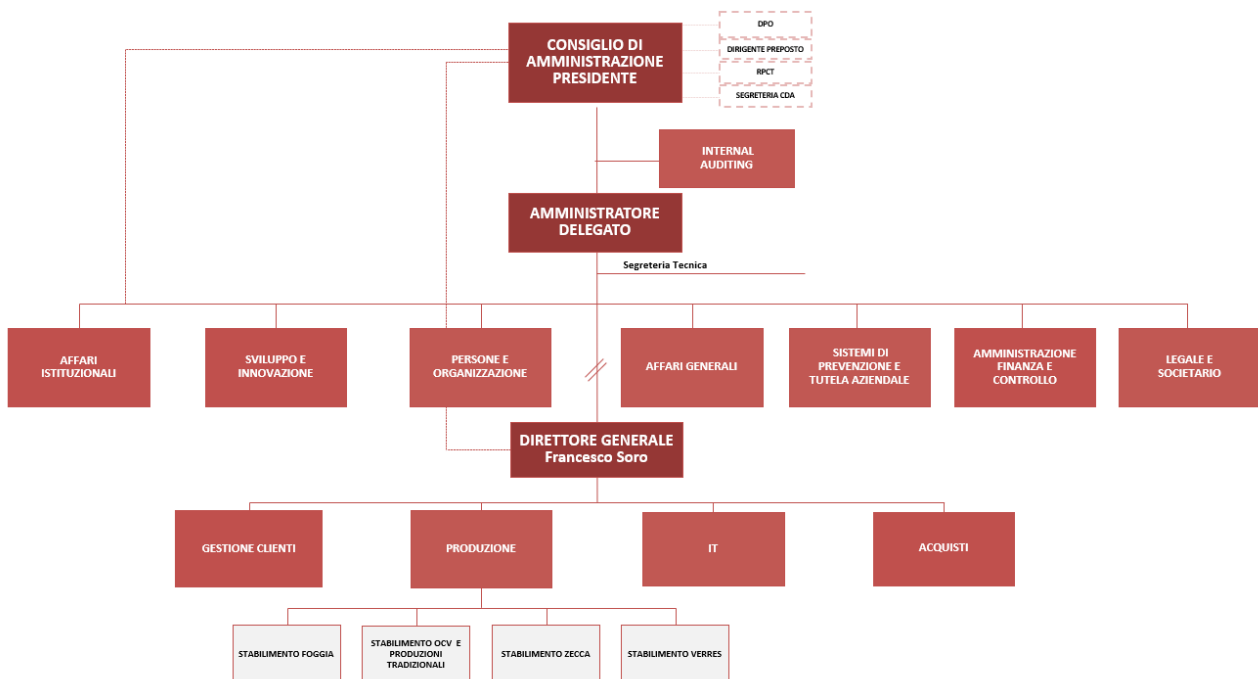 DPO
CONSIGLIO DI
AMMINISTRAZIONE
PRESIDENTE
DIRIGENTE PREPOSTO
RPCT
SEGRETERIA CDA
INTERNAL
AUDITING
AMMINISTRATORE
DELEGATO
Segreteria Tecnica
AFFARI
ISTITUZIONALI
SVILUPPO E
INNOVAZIONE
PERSONE E
ORGANIZZAZIONE
AFFARI GENERALI
SISTEMI DI
PREVENZIONE E
TUTELA AZIENDALE
AMMINISTRAZIONE
FINANZA E
CONTROLLO
LEGALE E
SOCIETARIO
DIRETTORE GENERALE
Francesco Soro
GESTIONE CLIENTI
PRODUZIONE
IT
ACQUISTI
STABILIMENTO FOGGIA
STABILIMENTO OCV E
PRODUZIONI
TRADIZIONALI
STABILIMENTO ZECCA
STABILIMENTO VERRES